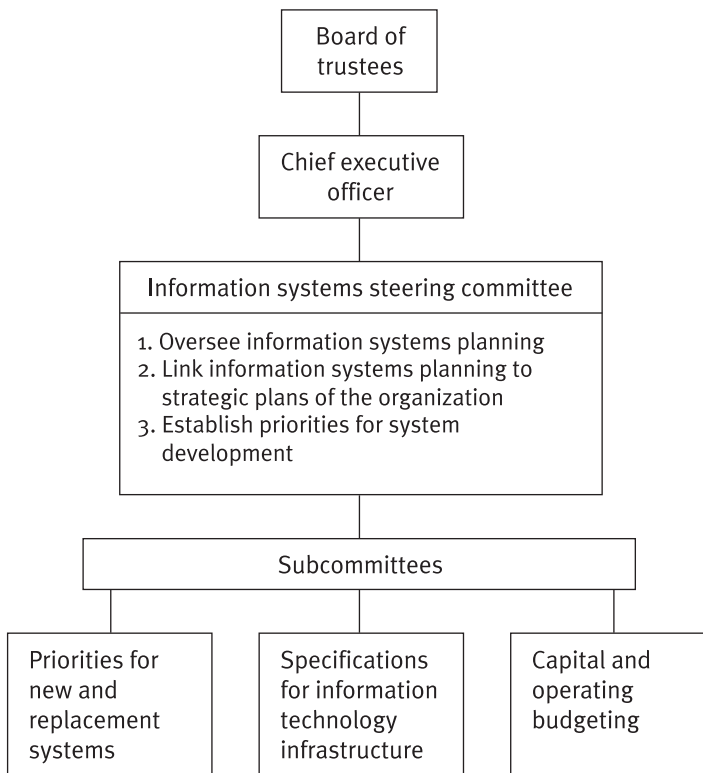 Board of
trustees
Chief executive
officer
Information systems steering committee
1. Oversee information systems planning
2. Link information systems planning to
strategic plans of the organization
3. Establish priorities for system
development
Subcommittees
Priorities for
new and
replacement
systems
Specifications
for information
technology
infrastructure
Capital and
operating
budgeting